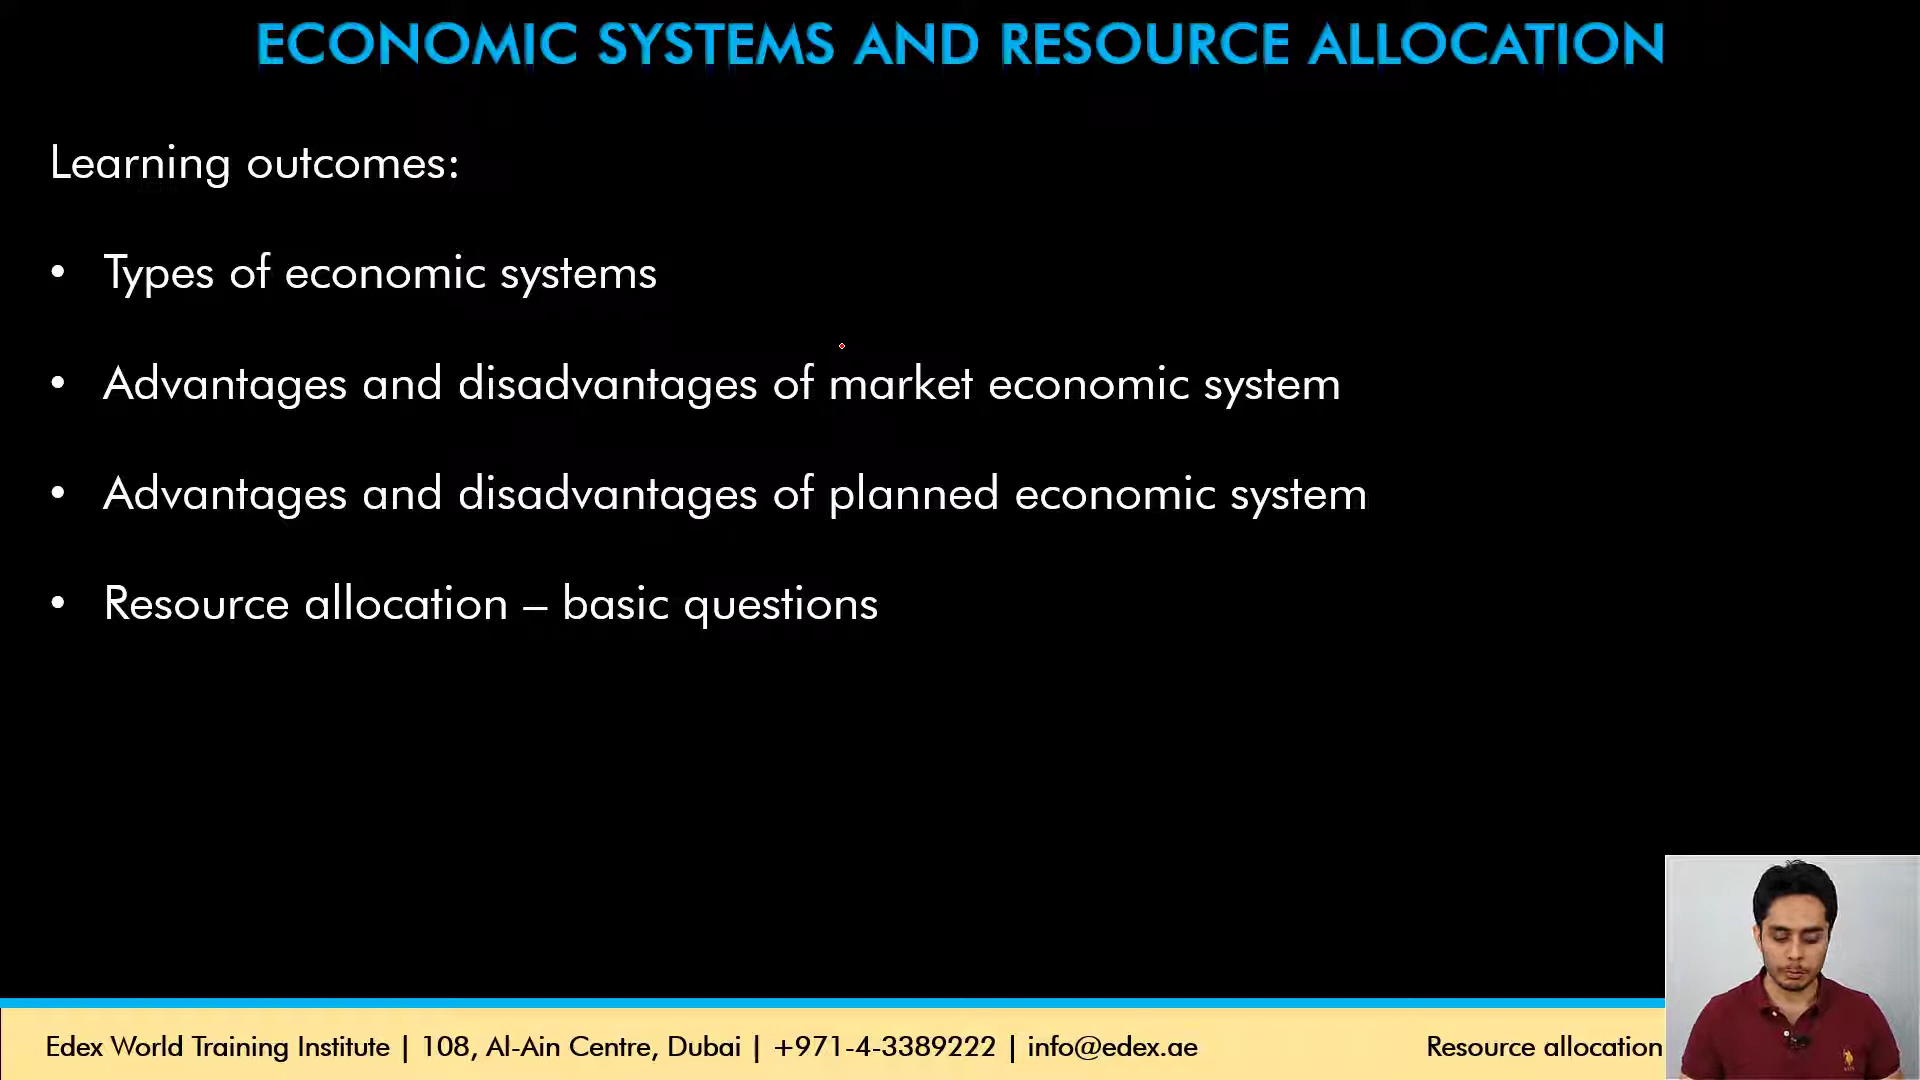 ECONOMIC SYSTEMS AND RESOURCE ALLOCATION
Learning outcomes:
• Types of economic systems
• Advantages and disadvantages of market economic system
• Advantages and disadvantages of planned economic system
• Resource allocation – basic questions
Edex World Training Institute | 108, Al-Ain Centre, Dubai | +971-4-3389222 | info@edex.ae
Resource allocation